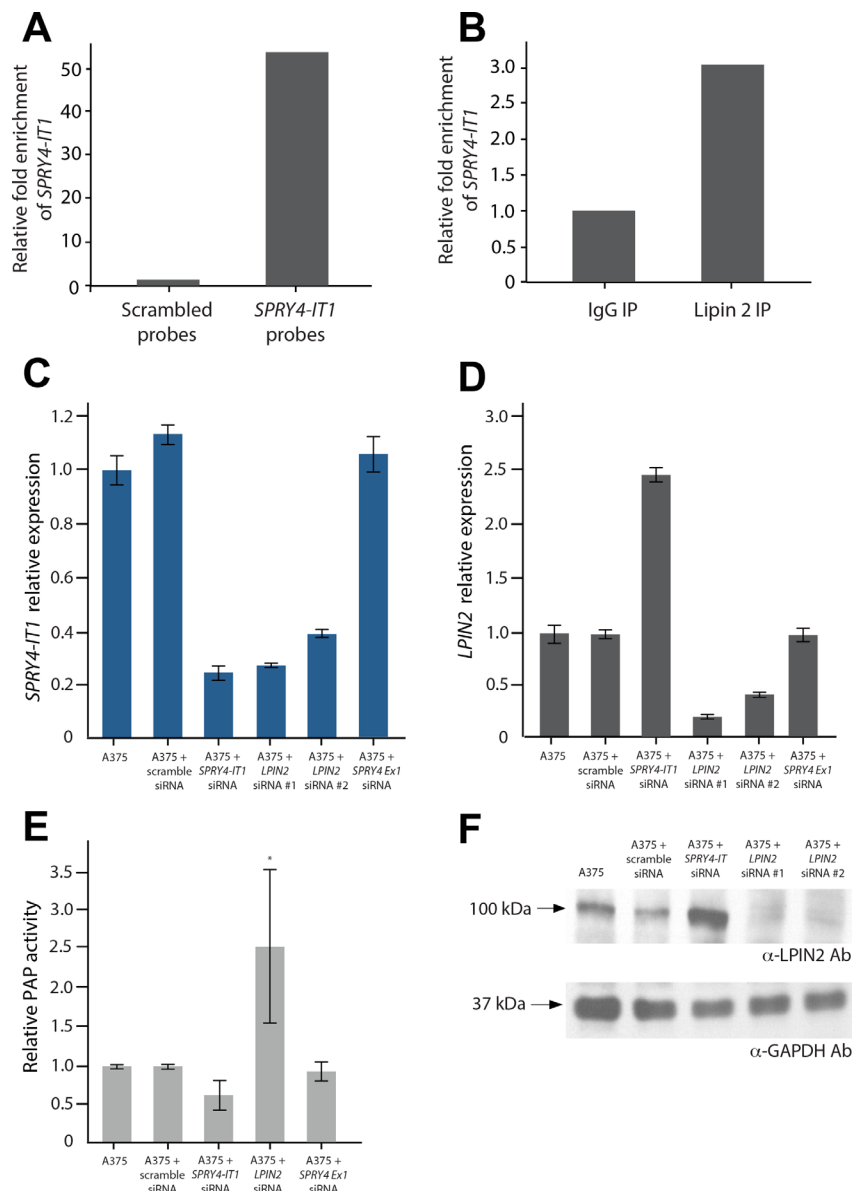 A
Relative fold enrichment
of SPRY4-IT1
50
40
30
20
10
0
Scrambled
probes
SPRY4-IT1
probes
B
Relative fold enrichment
of SPRY4-IT1
3.0
2.5
2.0
1.5
1.0
0.5
0
IgG IP
Lipin 2 IP
C
SPRY4-IT1 relative expression
1.2
1.0
0.8
0.6
0.4
0.2
0
A375
A375 +
scramble
siRNA
A375 +
SPRY4-IT1
siRNA
A375 +
LPIN2
siRNA #1
A375 +
LPIN2
siRNA #2
A375 +
SPRY4 Ex1
siRNA
D
LPIN2 relative expression
3.0
2.5
2.0
1.5
1.0
0.5
0
A375
A375 +
scramble
siRNA
A375 +
SPRY4-IT1
siRNA
A375 +
LPIN2
siRNA #1
A375 +
LPIN2
siRNA #2
A375 +
SPRY4 Ex1
siRNA
E
Relative PAP activity
3.5
3.0
2.5
2.0
1.5
1.0
0.5
0
*
A375
A375 +
scramble
siRNA
A375 +
SPRY4-IT1
siRNA
A375 +
LPIN2
siRNA
A375 +
SPRY4 Ex1
siRNA
F
A375
A375 +
scramble
siRNA
A375 +
SPRY4-IT
siRNA
A375 +
LPIN2
siRNA #1
A375 +
LPIN2
siRNA #2
100 kDa
α-LPIN2 Ab
37 kDa
α-GAPDH Ab